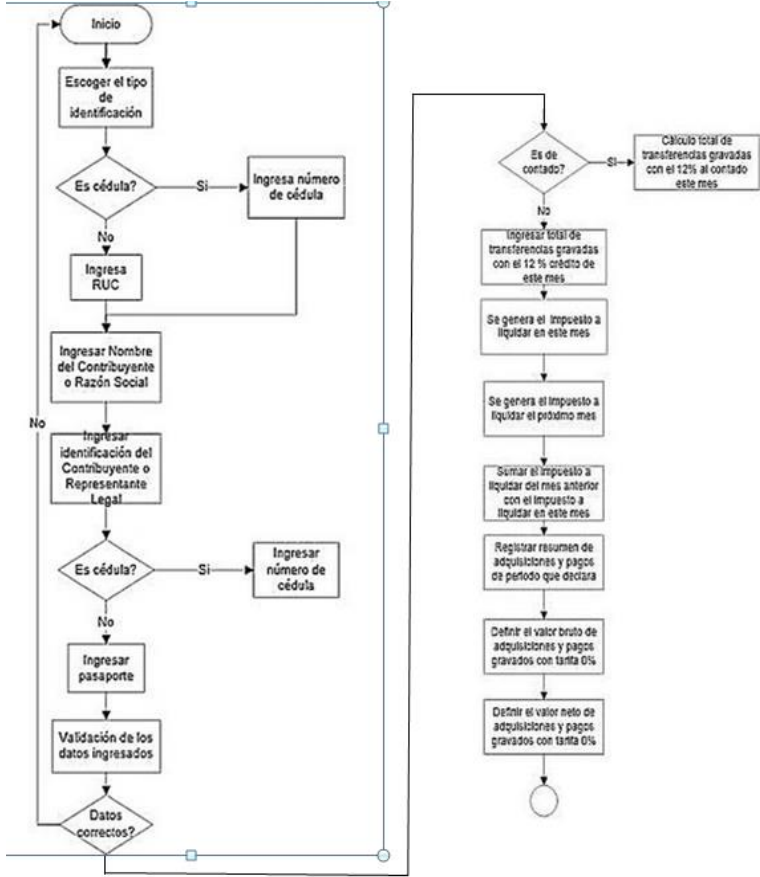 Inicio
Escoger el tipo
de
identificación
Es cédula?
Si
Ingresa número
de cédula
No
Ingresa
RUC
Ingresar Nombre
del Contribuyente
o Razón Social
No
Ingresar
identificación del
Contribuyente o
Representante
Legal
Es cédula?
Si
Ingresar
número de
cédula
No
Ingresar
pasaporte
Validación de los
datos ingresados
Datos
correctos?
Es de
contado?
Si
Cálculo total de
transferencias gravadas
con el 12% al contado
este mes
No
Ingresar total de
transferencias gravadas
con el 12 % crédito de
este mes
Se genera el Impuesto a
liquidar en este mes
Se genera el Impuesto a
liquidar el próximo mes
Sumar el Impuesto a
liquidar del mes anterior
con el impuesto a
liquidar en este mes
Registrar resumen de
adquisiciones y pagos
de periodo que declara
Definir el valor bruto de
adquisiciones y pagos
gravados con tarifa 0%
Definir el valor neto de
adquisiciones y pagos
gravados con tarifa 0%